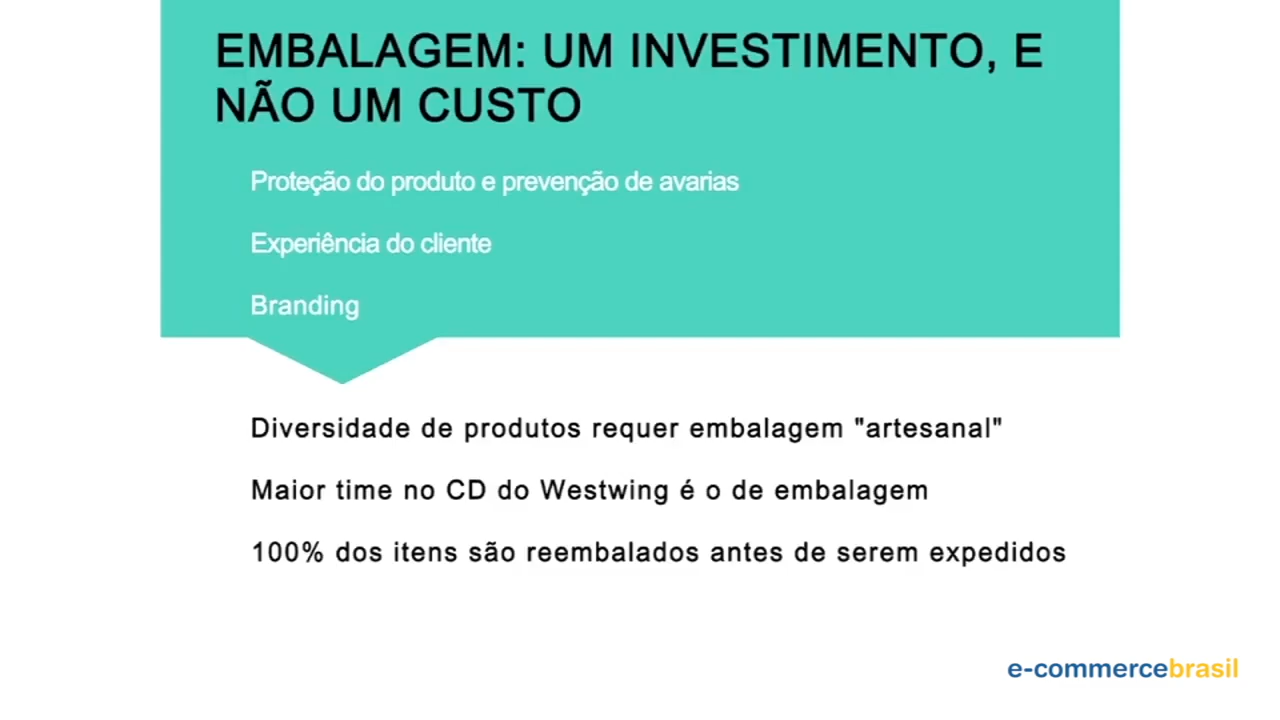 EMBALAGEM: UM INVESTIMENTO, E
NÃO UM CUSTO
Proteção do produto e prevenção de avarias
Experiência do cliente
Branding
Diversidade de produtos requer embalagem "artesanal"
Maior time no CD do Westwing é o de embalagem
100% dos itens são reembalados antes de serem expedidos
e-commercebrasil